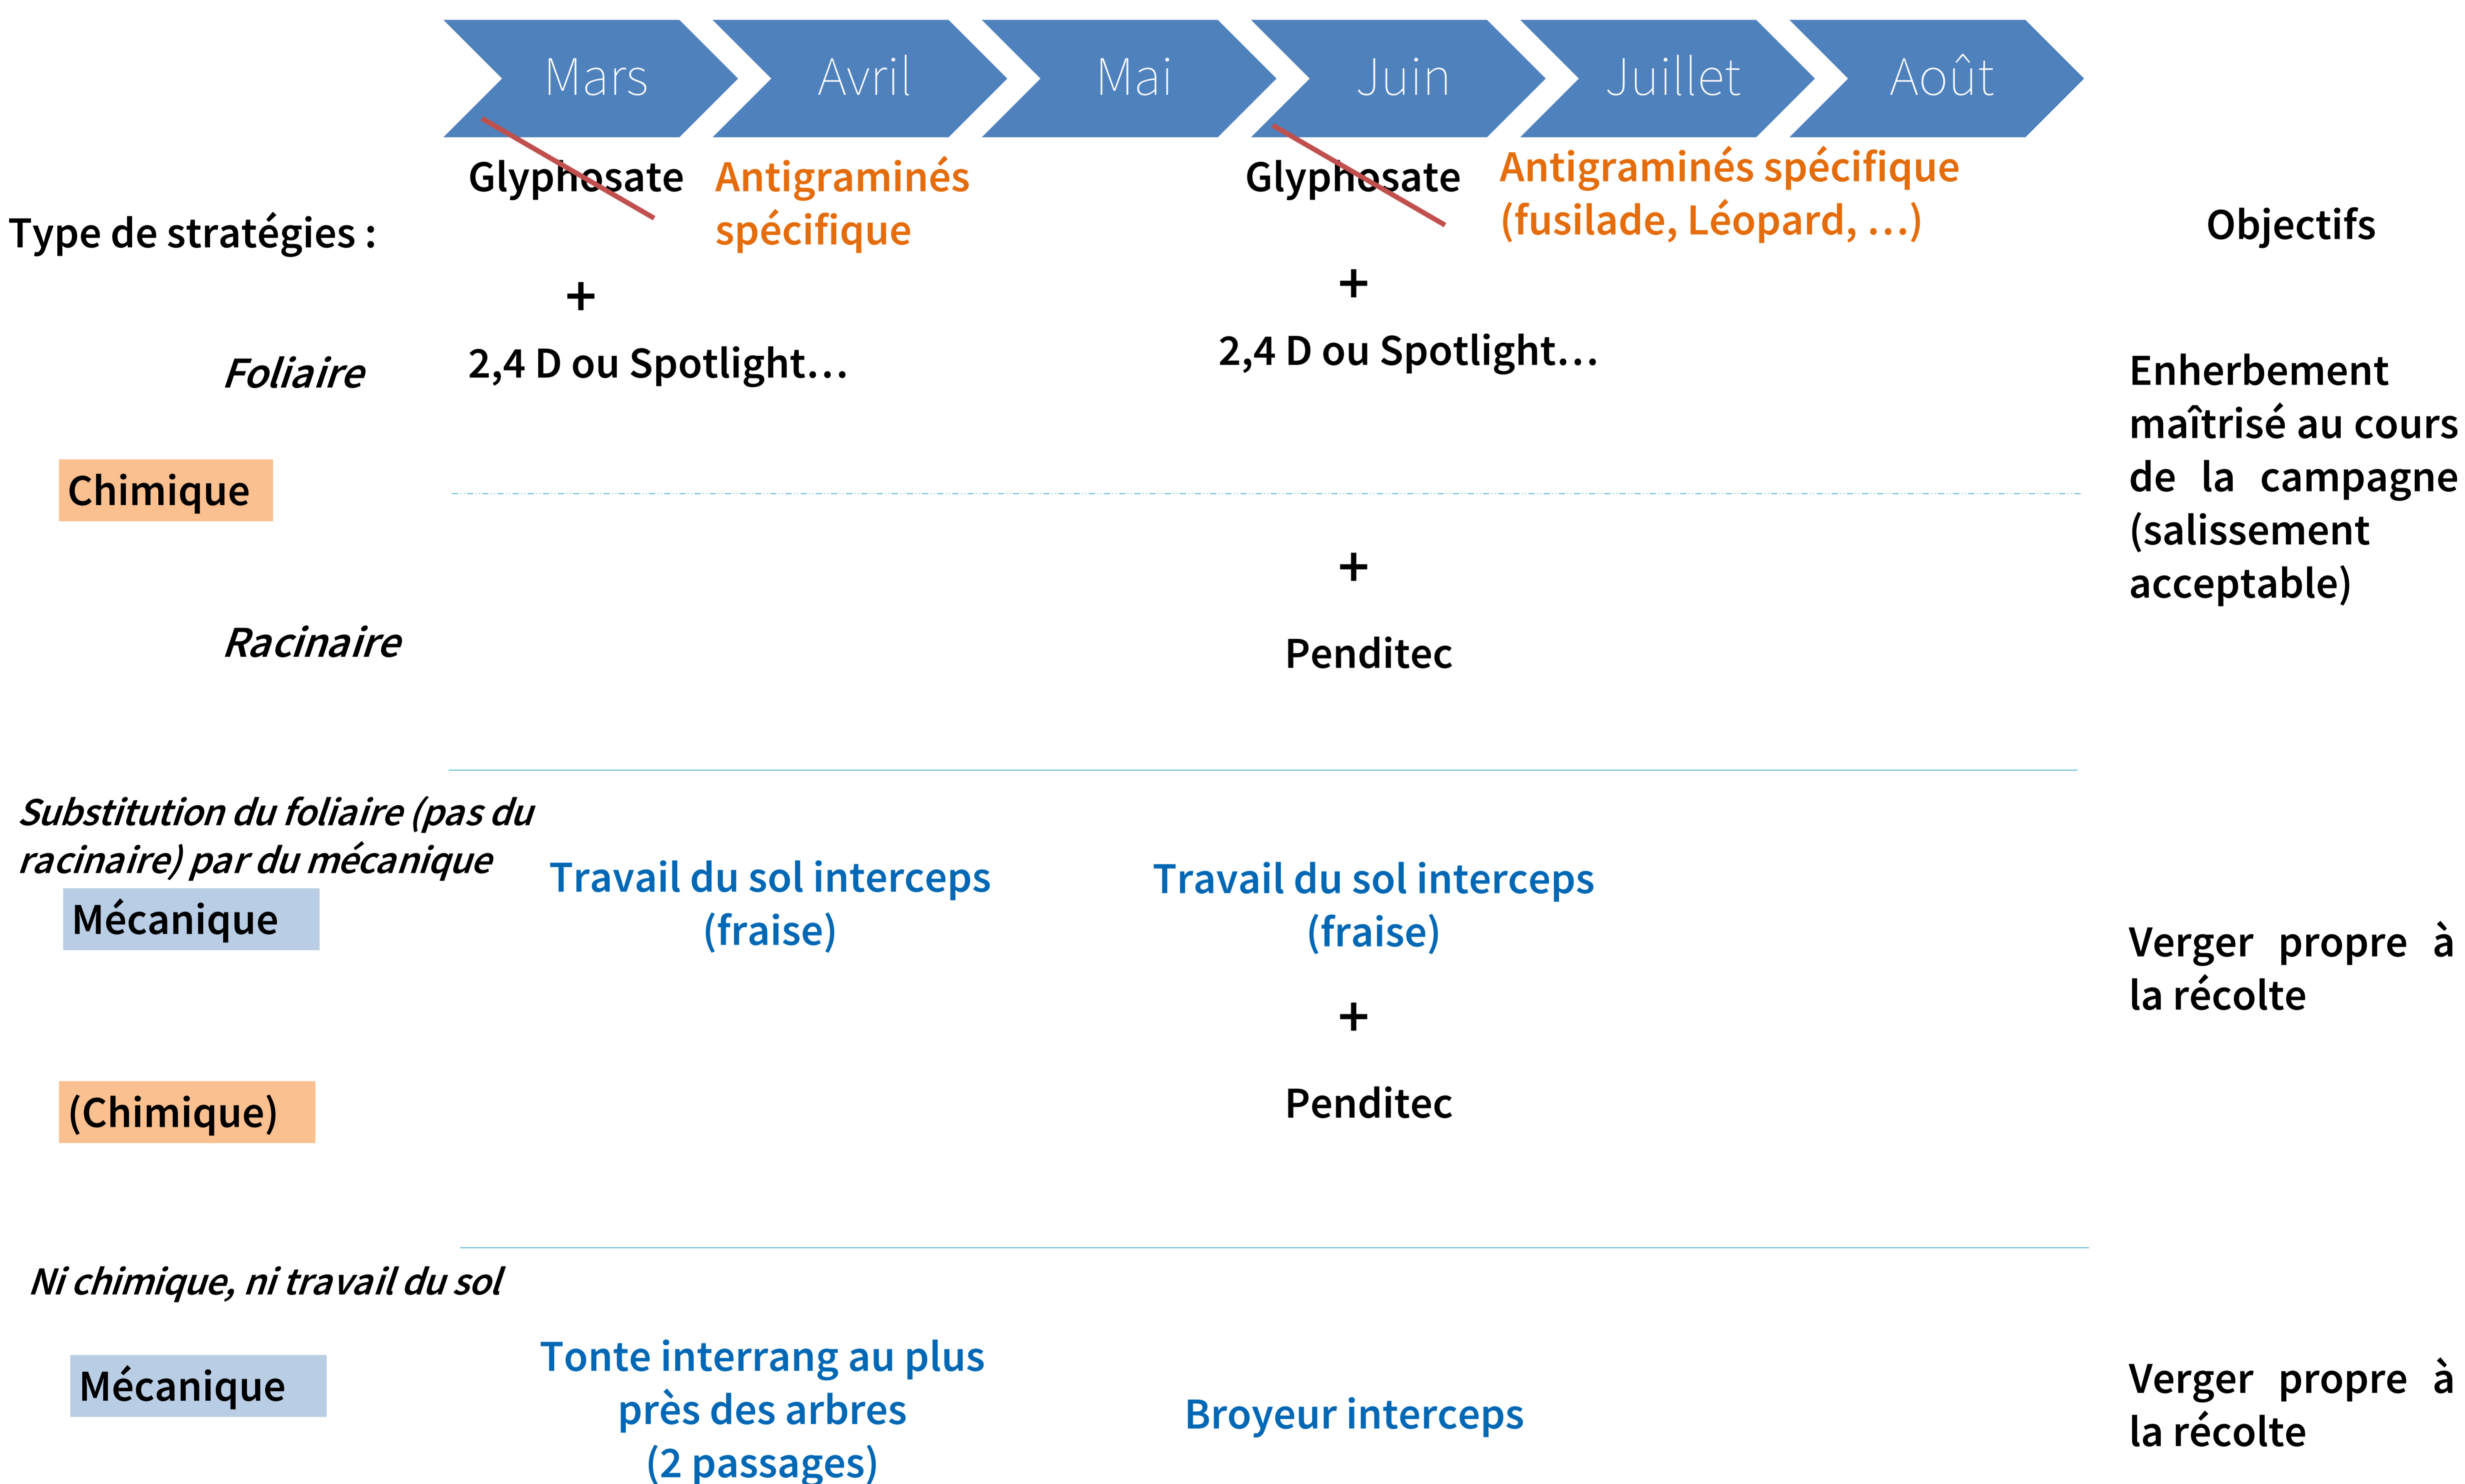 Mars
Avril
Mai
Juin
Juillet
Août
Type de stratégies :
Glyphosate
Antigraminés
spécifique
Glyphosate
Antigraminés spécifique
(fusilade, Léopard, ...)
Objectifs
Foliaire
+
2,4 D ou Spotlight...
+
2,4 D ou Spotlight...
Enherbement
maîtrisé au cours
de la campagne
(salissement
acceptable)
Chimique
Racinaire
+
Penditec
Substitution du foliaire (pas du
racinaire) par du mécanique
Mécanique
Travail du sol interceps
(fraise)
Travail du sol interceps
(fraise)
+
Penditec
Verger propre à
la récolte
(Chimique)
Ni chimique, ni travail du sol
Mécanique
Tonte interrang au plus
près des arbres
(2 passages)
Broyeur interceps
Verger propre à
la récolte